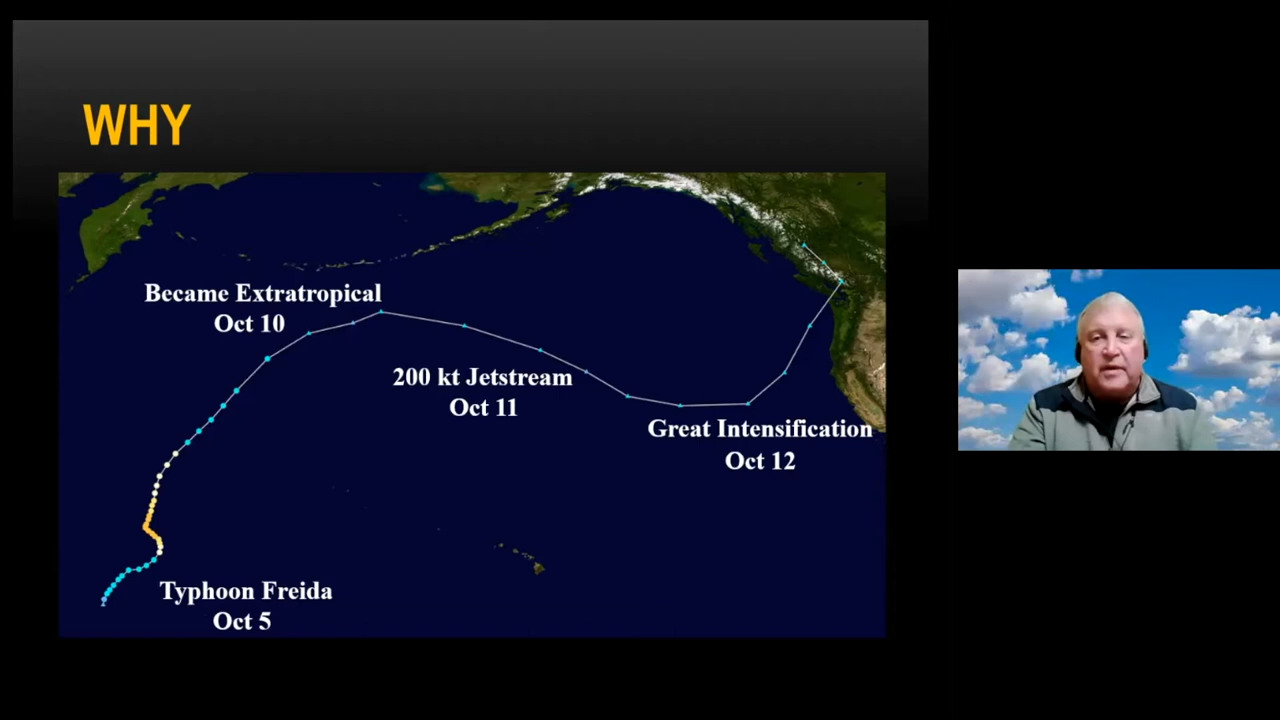 WHY
Became Extratropical
Oct 10
200 kt Jetstream
Oct 11
Great Intensification
Oct 12
Typhoon Freida
Oct 5